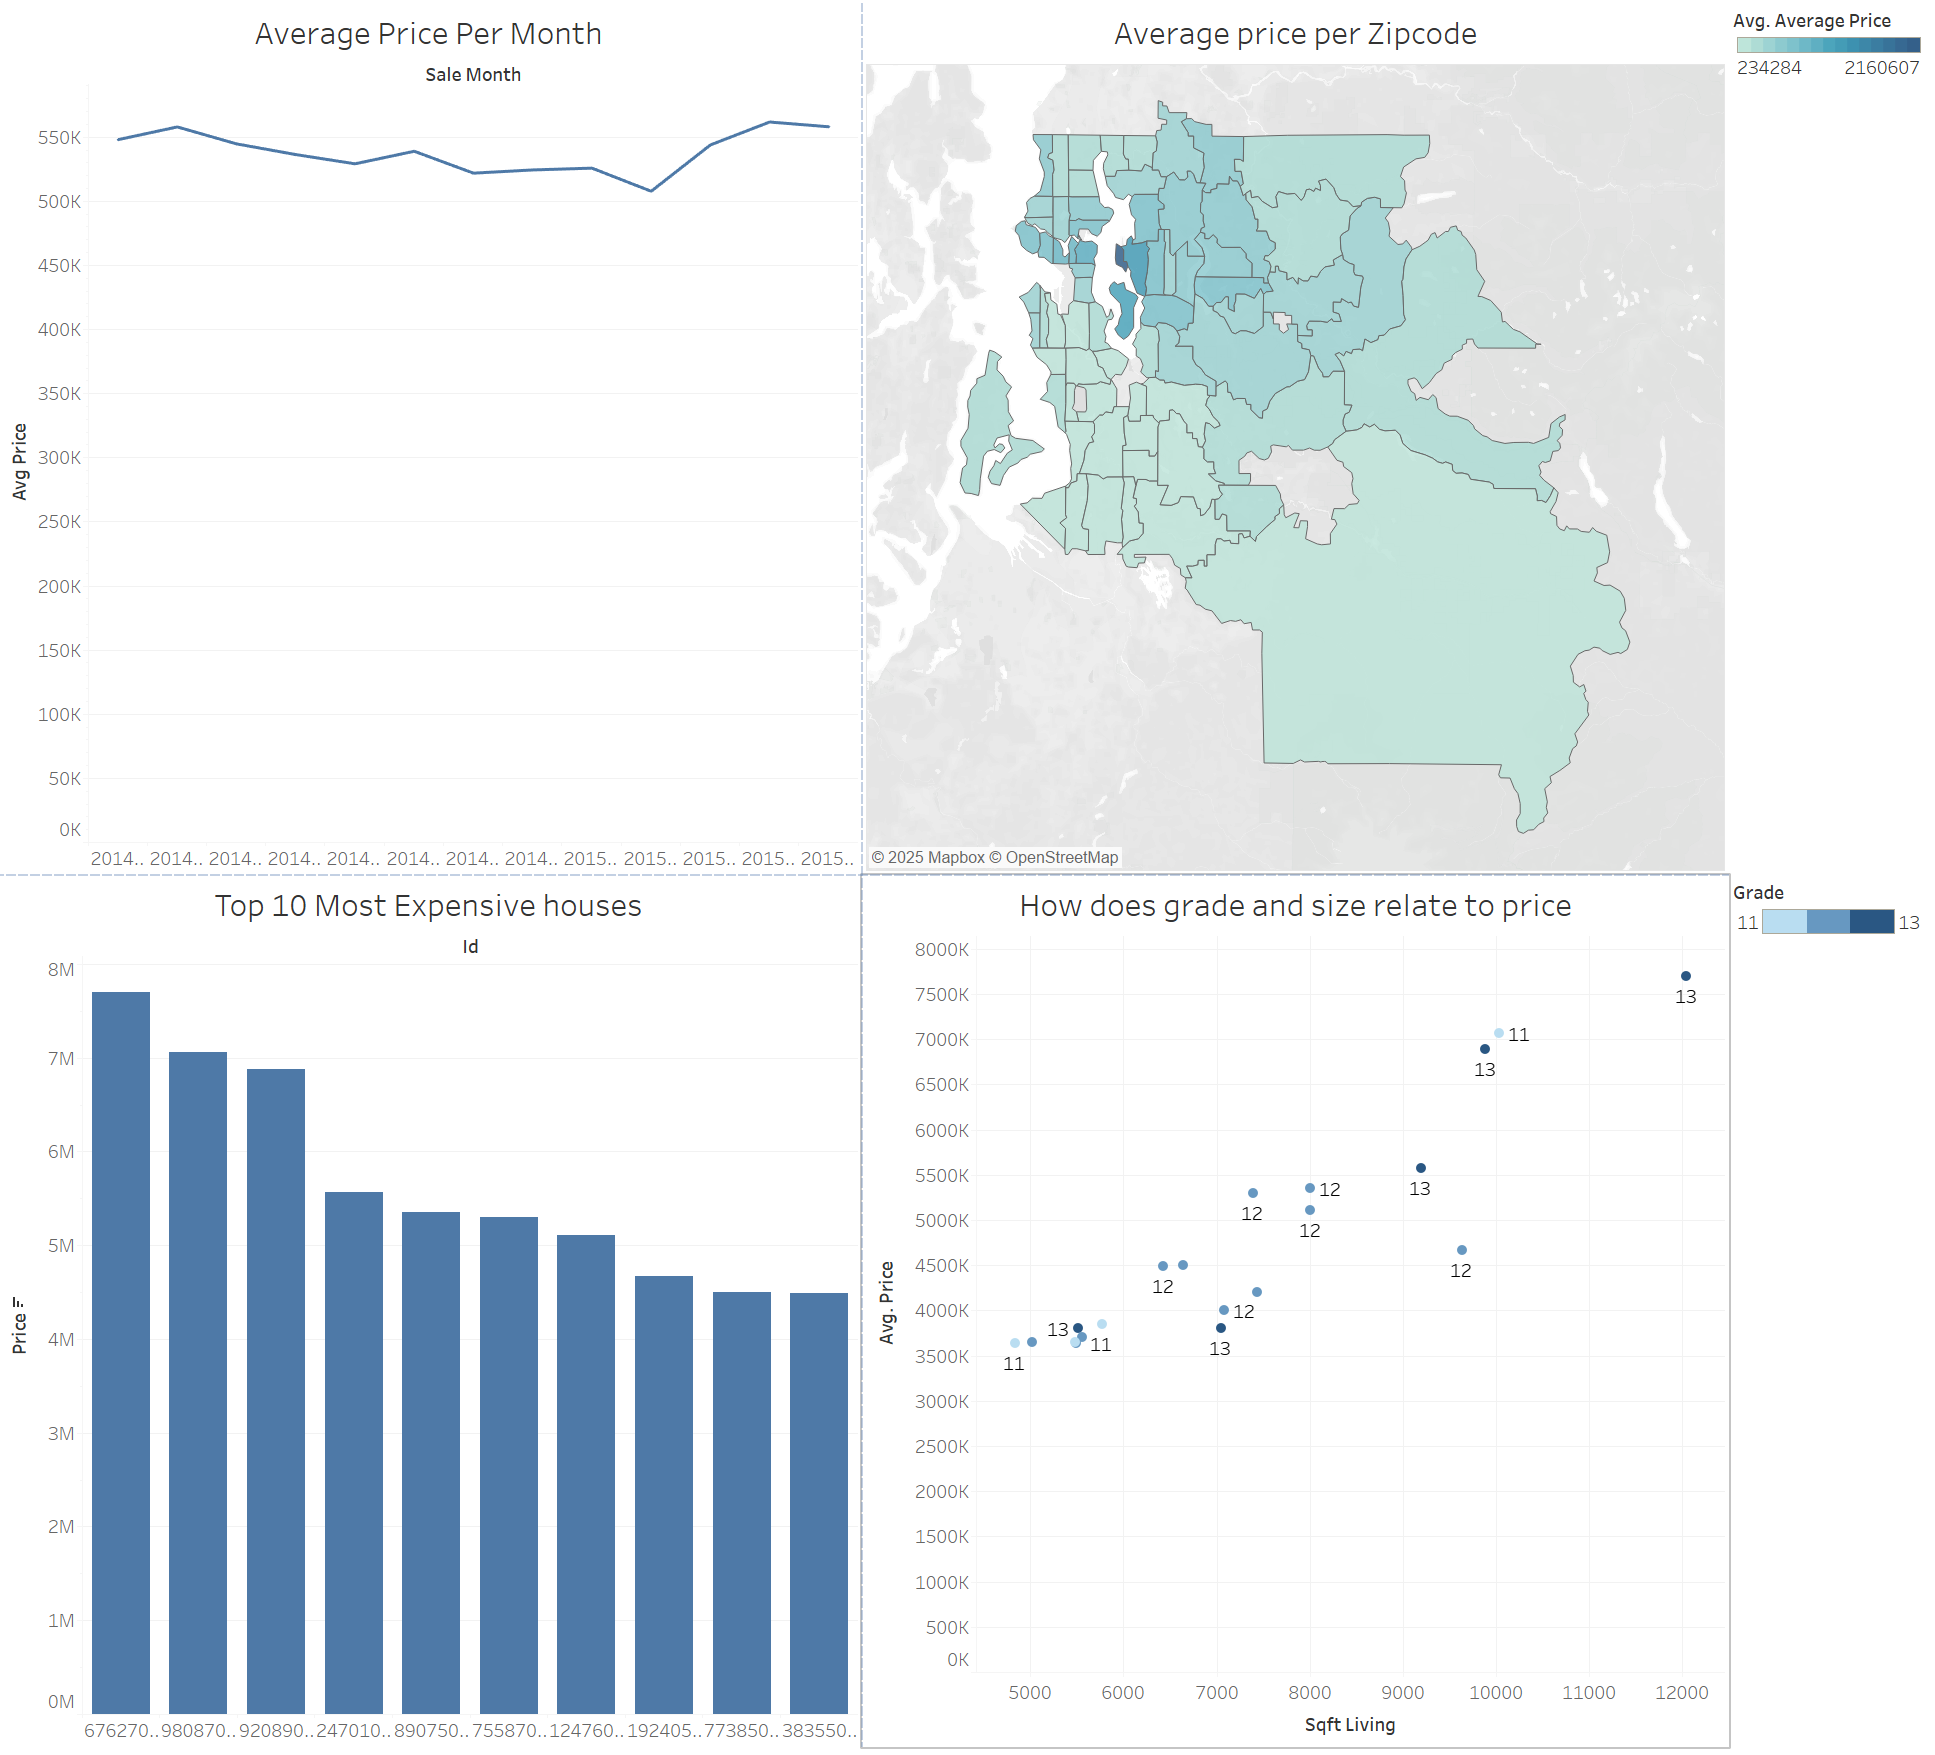 Average Price Per Month
Sale Month
Avg Price
550K
500K
450K
400K
350K
300K
250K
200K
150K
100K
50K
0K
2014.. 2014.. 2014.. 2014.. 2014.. 2014.. 2014.. 2014.. 2015.. 2015.. 2015.. 2015.. 2015..
Average price per Zipcode
© 2025 Mapbox © OpenStreetMap
Avg. Average Price
234284 2160607
Top 10 Most Expensive houses
Id
Price
8M
7M
6M
5M
4M
3M
2M
1M
0M
676270.. 980870.. 920890.. 247010.. 890750.. 755870.. 124760.. 192405.. 773850.. 383550..
How does grade and size relate to price
Avg. Price
8000K
7500K
7000K
6500K
6000K
5500K
5000K
4500K
4000K
3500K
3000K
2500K
2000K
1500K
1000K
500K
0K
13
11
13
13
12
12
12
12
12
12
13
11
13
11
5000 6000 7000 8000 9000 10000 11000 12000
Sqft Living
Grade
11 13